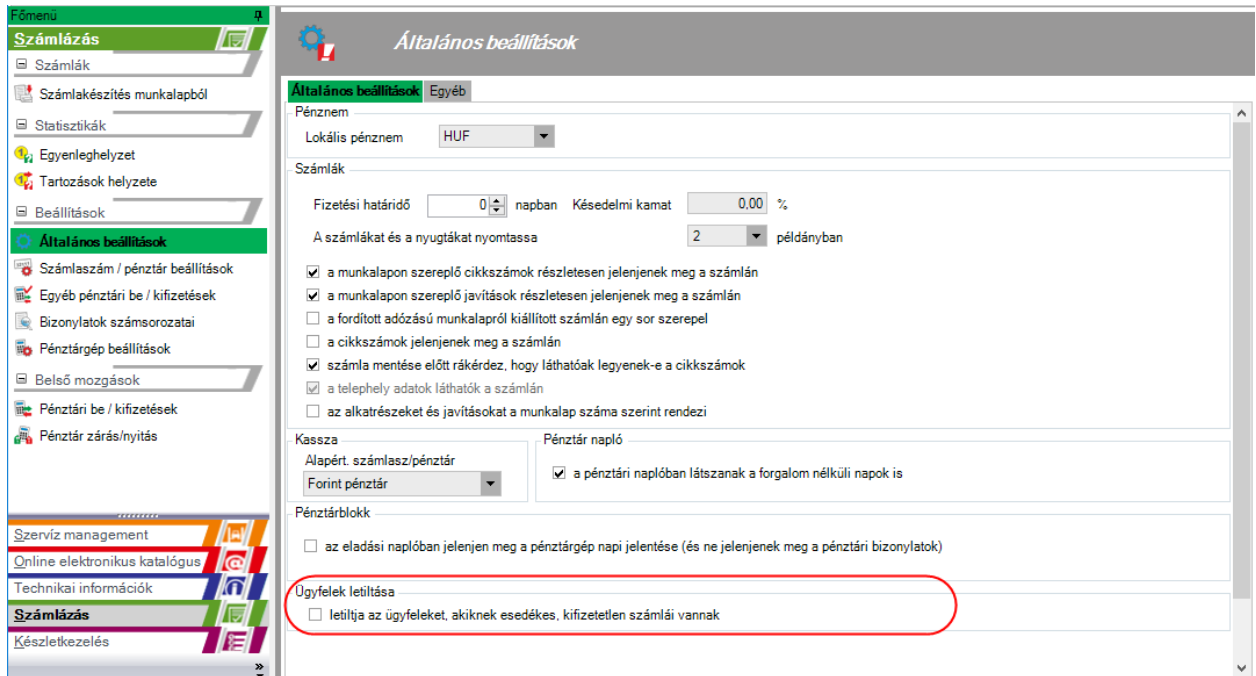 Főmenü
Számlázás
Számlák
Számlakészítés munkalapból
Statisztikák
Egyenleghelyzet
Tartozások helyzete
Beállítások
Általános beállítások
Számlaszám / pénztár beállítások
Egyéb pénztári be / kifizetések
Bizonylatok számsorozatai
Pénztárgép beállítások
Belső mozgások
Pénztári be / kifizetések
Pénztár zárás/nyitás
Szervíz management
Online elektronikus katalógus
Technikai információk
Számlázás
Készletkezelés
Általános beállítások
Általános beállítások Egyéb
Pénznem
Lokális pénznem HUF
Számlák
Fizetési határidő 0 napban Késedelmi kamat 0,00 %
A számlákat és a nyugtákat nyomtassa 2 példányban
a munkalapon szereplő cikkszámok részletesen jelenjenek meg a számlán
a munkalapon szereplő javítások részletesen jelenjenek meg a számlán
a fordított adózású munkalapról kiállított számlán egy sor szerepel
a cikkszámok jelenjenek meg a számlán
számla mentése előtt rákérdez, hogy láthatóak legyenek-e a cikkszámok
a telephely adatok láthatók a számlán
az alkatrészeket és javításokat a munkalap száma szerint rendezi
Kassza
Alapért. számlasz/pénztár
Forint pénztár
Pénztár napló
a pénztári naplóban látszanak a forgalom nélküli napok is
Pénztárblokk
az eladási naplóban jelenjen meg a pénztárgép napi jelentése (és ne jelenjenek meg a pénztári bizonylatok)
Ügyfelek letiltása
letiltja az ügyfeleket, akiknek esedékes, kifizetetlen számlái vannak